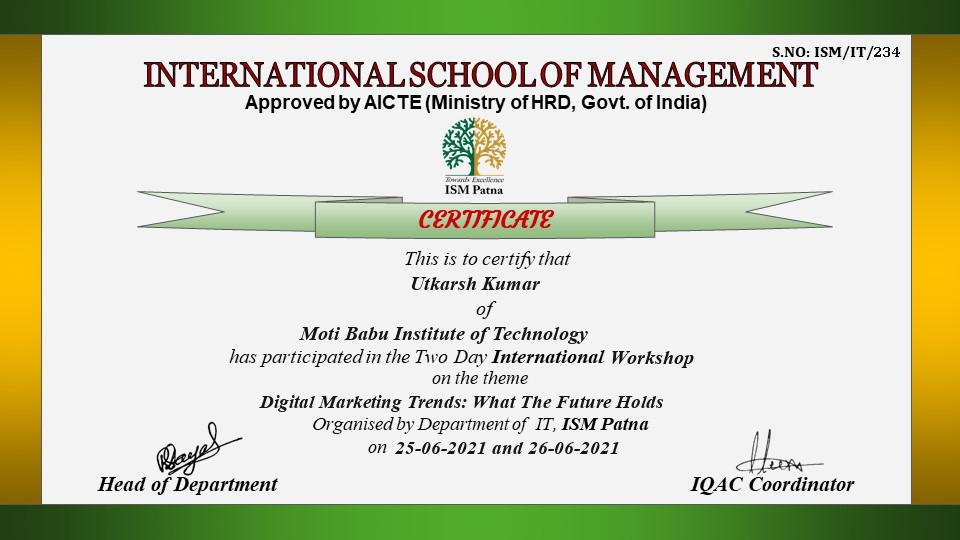 S.NO: ISM/IT/234
INTERNATIONAL SCHOOL OF MANAGEMENT
Approved by AICTE (Ministry of HRD, Govt. of India)
Towards Excellence
ISM Patna
CERTIFICATE
This is to certify that
Utkarsh Kumar
of
Moti Babu Institute of Technology
has participated in the Two Day International Workshop
on the theme
Digital Marketing Trends: What The Future Holds
Organised by Department of IT, ISM Patna
on 25-06-2021 and 26-06-2021
Head of Department
IQAC Coordinator